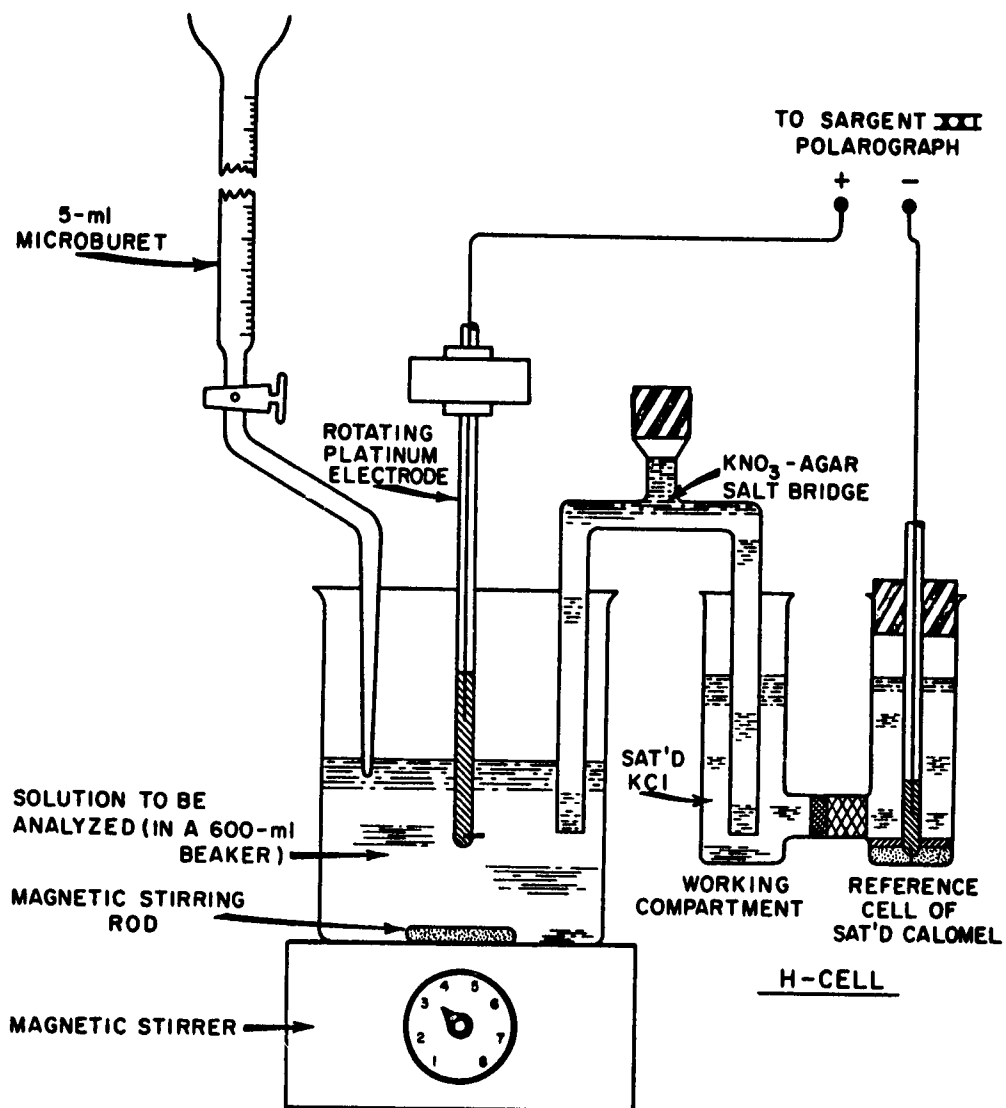 TO SARGENT XXI
POLAROGRAPH
+ −
5-ml
MICROBURET
ROTATING
PLATINUM
ELECTRODE
KNO₃-AGAR
SALT BRIDGE
SAT'D
KCl
SOLUTION TO BE
ANALYZED (IN A 600-ml
BEAKER)
MAGNETIC STIRRING
ROD
WORKING
COMPARTMENT
REFERENCE
CELL OF
SAT'D CALOMEL
H-CELL
MAGNETIC STIRRER
1 2 3 4 5 6 7 8